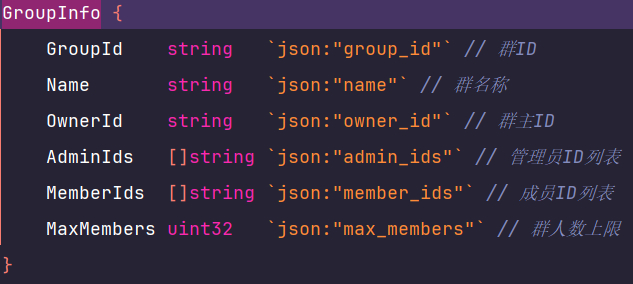 GroupInfo {
    GroupId    string   `json:"group_id"` // 群ID
    Name       string   `json:"name"` // 群名称
    OwnerId    string   `json:"owner_id"` // 群主ID
    AdminIds   []string `json:"admin_ids"` // 管理员ID列表
    MemberIds  []string `json:"member_ids"` // 成员ID列表
    MaxMembers uint32   `json:"max_members"` // 群人数上限
}